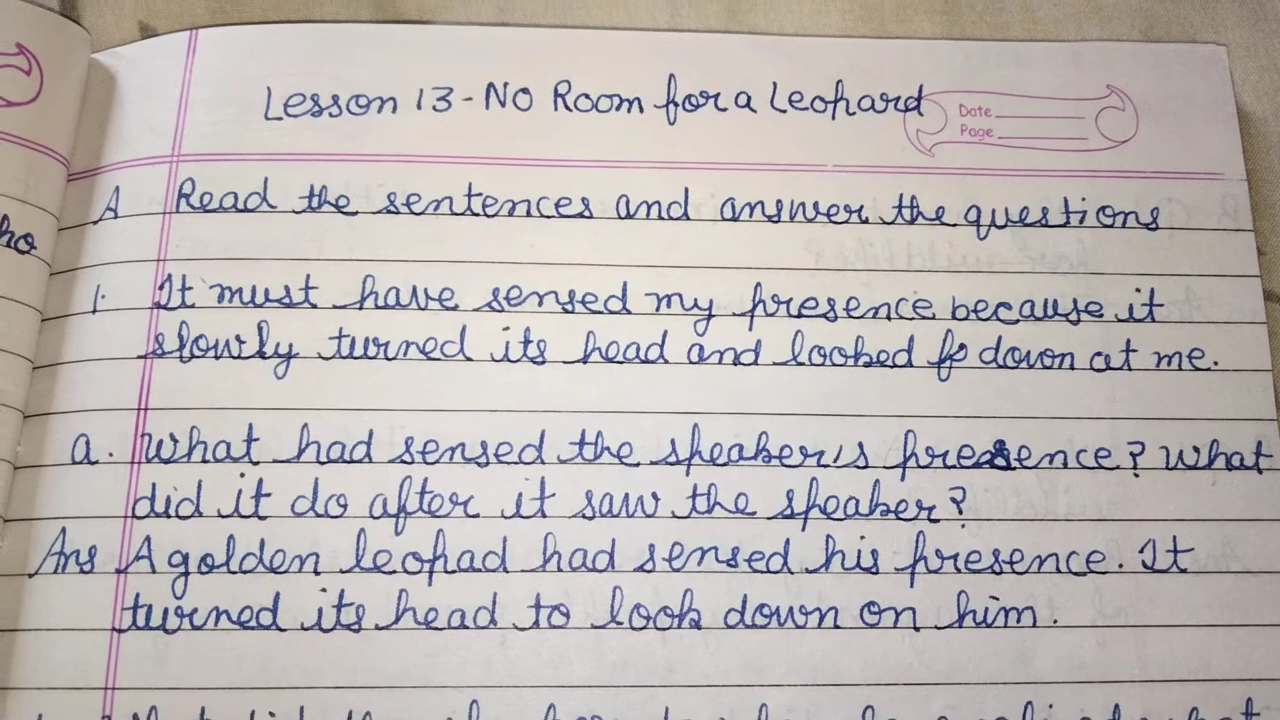 Lesson 13 - No Room for a Leopard
Date
Page
A Read the sentences and answer the questions
1. It must have sensed my presence because it
slowly turned its head and looked down at me.
a. What had sensed the speaker's presence? What
did it do after it saw the speaker?
Ans A golden leopad had sensed his presence. It
turned its head to look down on him.